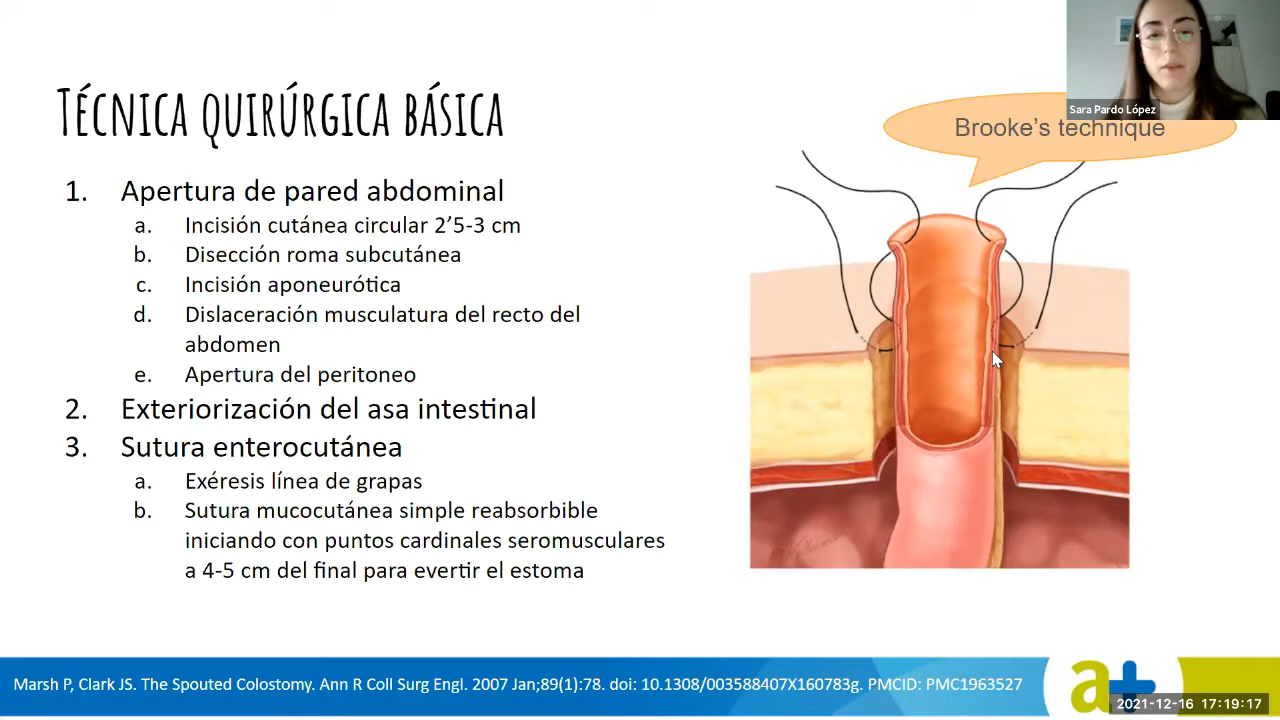 Sara Pardo López
Técnica quirúrgica básica
Brooke's technique
1. Apertura de pared abdominal
a. Incisión cutánea circular 2'5-3 cm
b. Disección roma subcutánea
c. Incisión aponeurótica
d. Dislaceración musculatura del recto del
abdomen
e. Apertura del peritoneo
2. Exteriorización del asa intestinal
3. Sutura enterocutánea
a. Exéresis línea de grapas
b. Sutura mucocutánea simple reabsorbible
iniciando con puntos cardinales seromusculares
a 4-5 cm del final para evertir el estoma
Marsh P, Clark JS. The Spouted Colostomy. Ann R Coll Surg Engl. 2007 Jan;89(1):78. doi: 10.1308/003588407X160783g. PMCID: PMC1963527
a+
2021-12-16 17:19:17